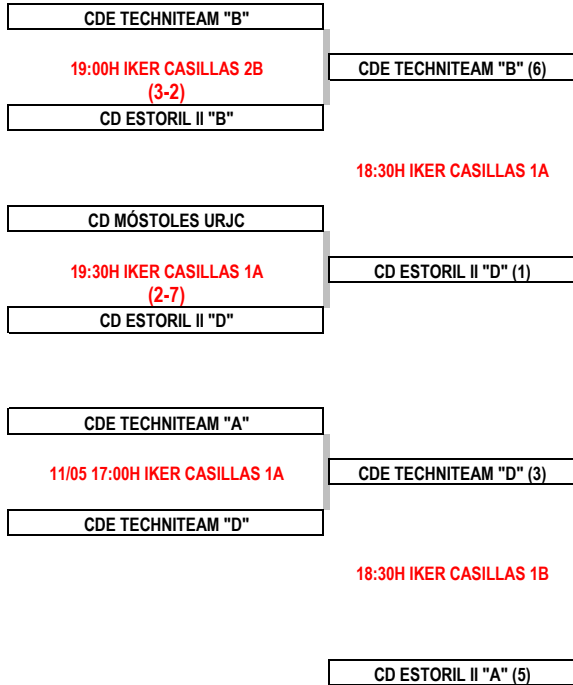 CDE TECHNITEAM "B"
19:00H IKER CASILLAS 2B
(3-2)
CD ESTORIL II "B"
CDE TECHNITEAM "B" (6)
18:30H IKER CASILLAS 1A
CD MÓSTOLES URJC
19:30H IKER CASILLAS 1A
(2-7)
CD ESTORIL II "D"
CD ESTORIL II "D" (1)
CDE TECHNITEAM "A"
11/05 17:00H IKER CASILLAS 1A
CDE TECHNITEAM "D"
CDE TECHNITEAM "D" (3)
18:30H IKER CASILLAS 1B
CD ESTORIL II "A" (5)